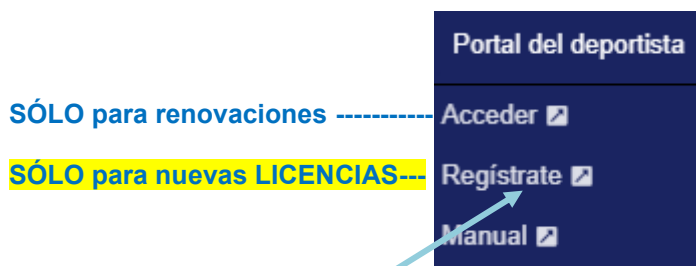 Portal del deportista
SÓLO para renovaciones ----------- Acceder
SÓLO para nuevas LICENCIAS--- Regístrate
Manual